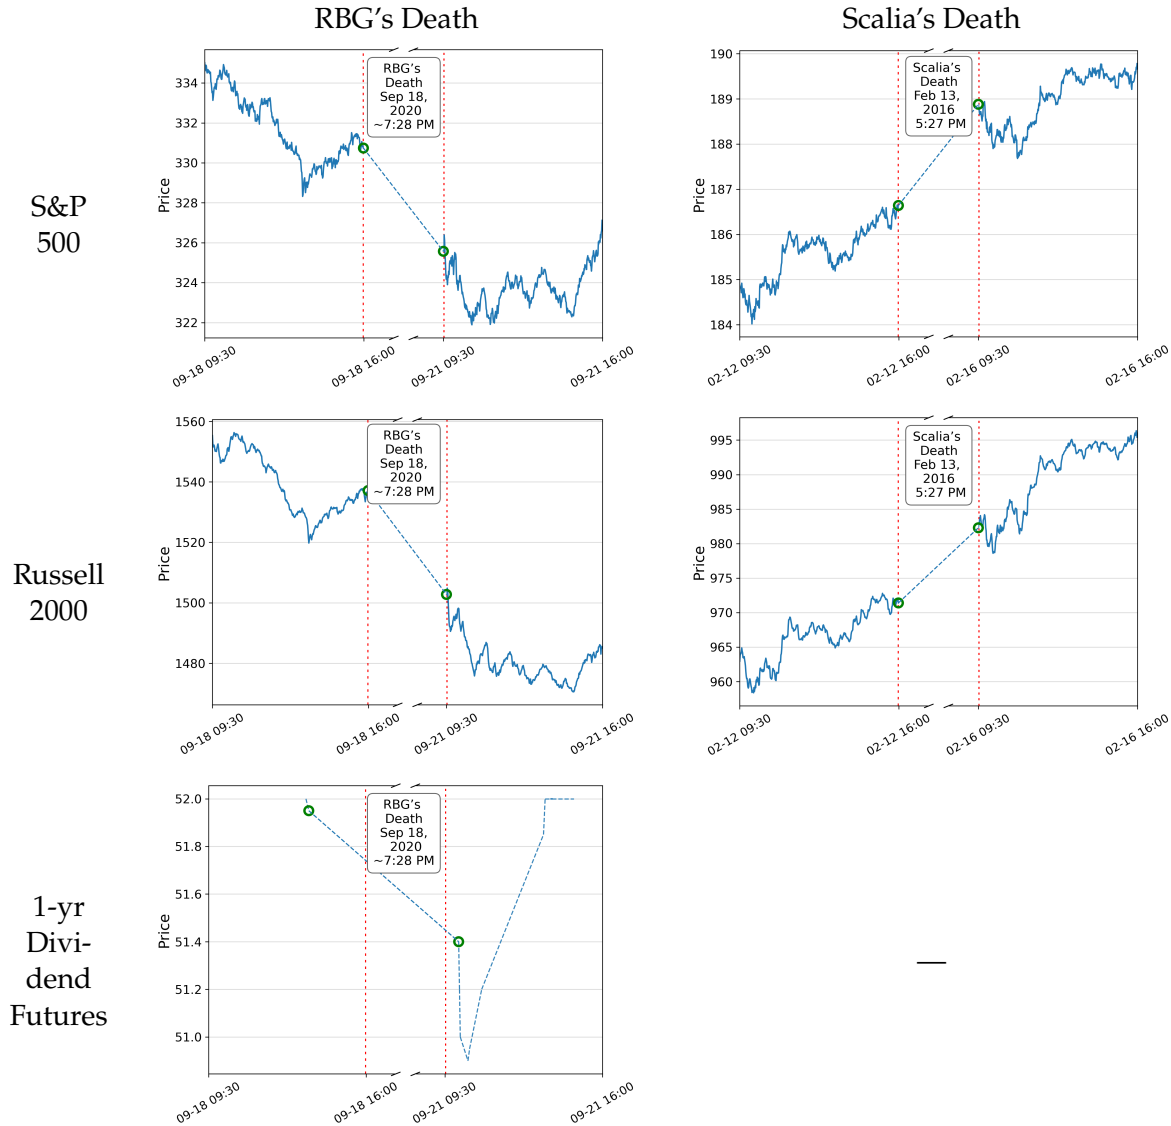 RBG's Death
Scalia's Death
S&P
500
Price
334
332
330
328
326
324
322
RBG's
Death
Sep 18,
2020
~7:28 PM
09-18 09:30
09-18 16:00
09-21 09:30
09-21 16:00
Price
190
189
188
187
186
185
184
Scalia's
Death
Feb 13,
2016
5:27 PM
02-12 09:30
02-12 16:00
02-16 09:30
02-16 16:00
Russell
2000
Price
1560
1540
1520
1500
1480
RBG's
Death
Sep 18,
2020
~7:28 PM
09-18 09:30
09-18 16:00
09-21 09:30
09-21 16:00
Price
995
990
985
980
975
970
965
960
Scalia's
Death
Feb 13,
2016
5:27 PM
02-12 09:30
02-12 16:00
02-16 09:30
02-16 16:00
1-yr
Divi-
dend
Futures
Price
52.0
51.8
51.6
51.4
51.2
51.0
RBG's
Death
Sep 18,
2020
~7:28 PM
09-18 09:30
09-18 16:00
09-21 09:30
09-21 16:00
—